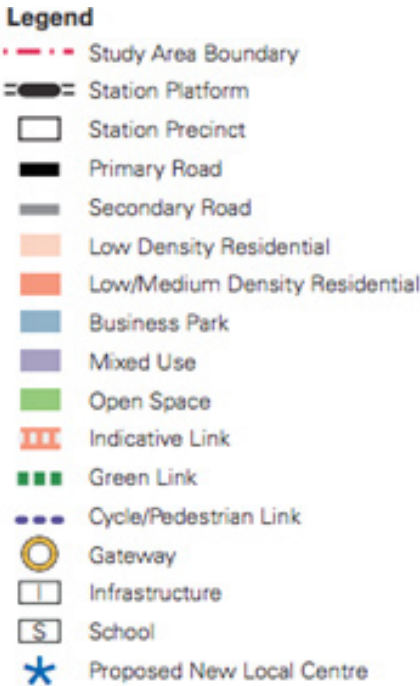 Legend
Study Area Boundary
Station Platform
Station Precinct
Primary Road
Secondary Road
Low Density Residential
Low/Medium Density Residential
Business Park
Mixed Use
Open Space
Indicative Link
Green Link
Cycle/Pedestrian Link
Gateway
I Infrastructure
S School
Proposed New Local Centre